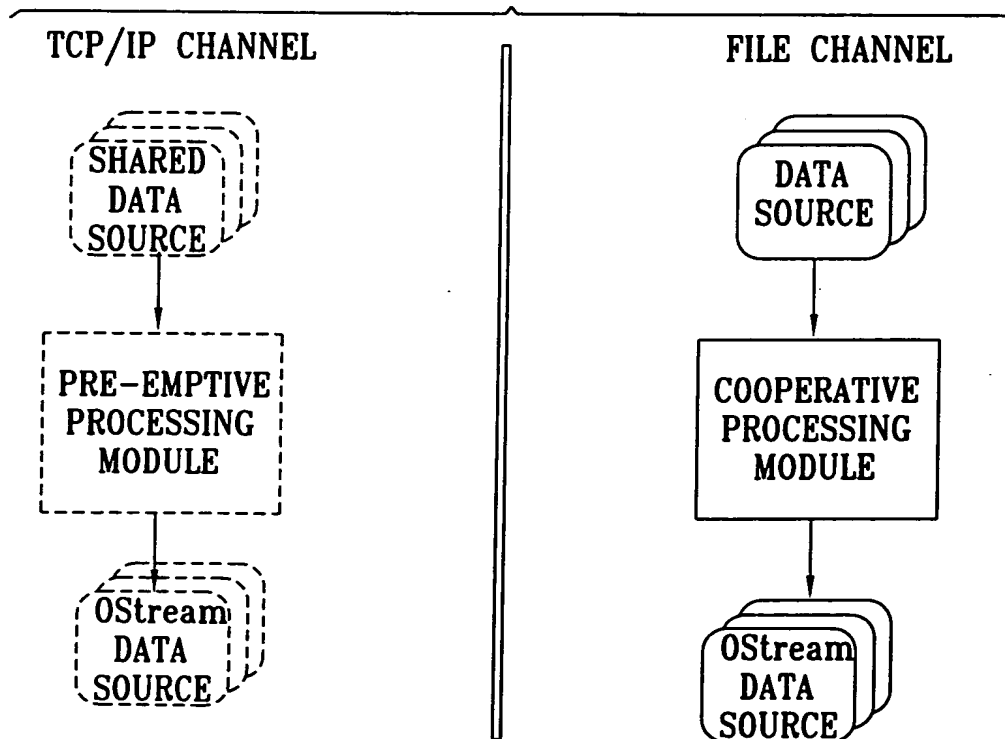 TCP/IP CHANNEL
SHARED
DATA
SOURCE
PRE-EMPTIVE
PROCESSING
MODULE
OStream
DATA
SOURCE
FILE CHANNEL
DATA
SOURCE
COOPERATIVE
PROCESSING
MODULE
OStream
DATA
SOURCE